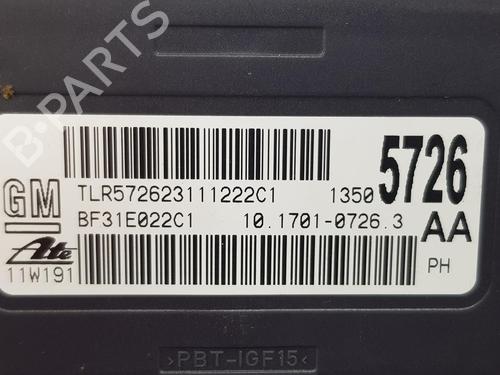 B-PARTS
GM
TLR572623111222C1
1350 5726
BF31E022C1
10.1701-0726.3
AA
Ate
11W191
PH
>PBT-IGF15<